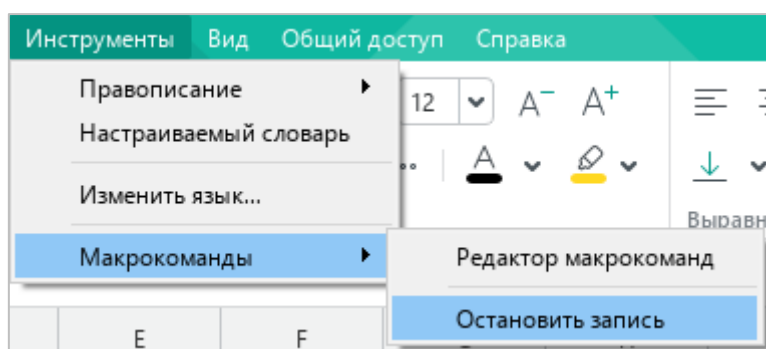 Инструменты Вид Общий доступ Справка
Правописание 12 A A+
Настраиваемый словарь A
Изменить язык...
Выравн
Макрокоманды Редактор макрокоманд
Остановить запись
E F